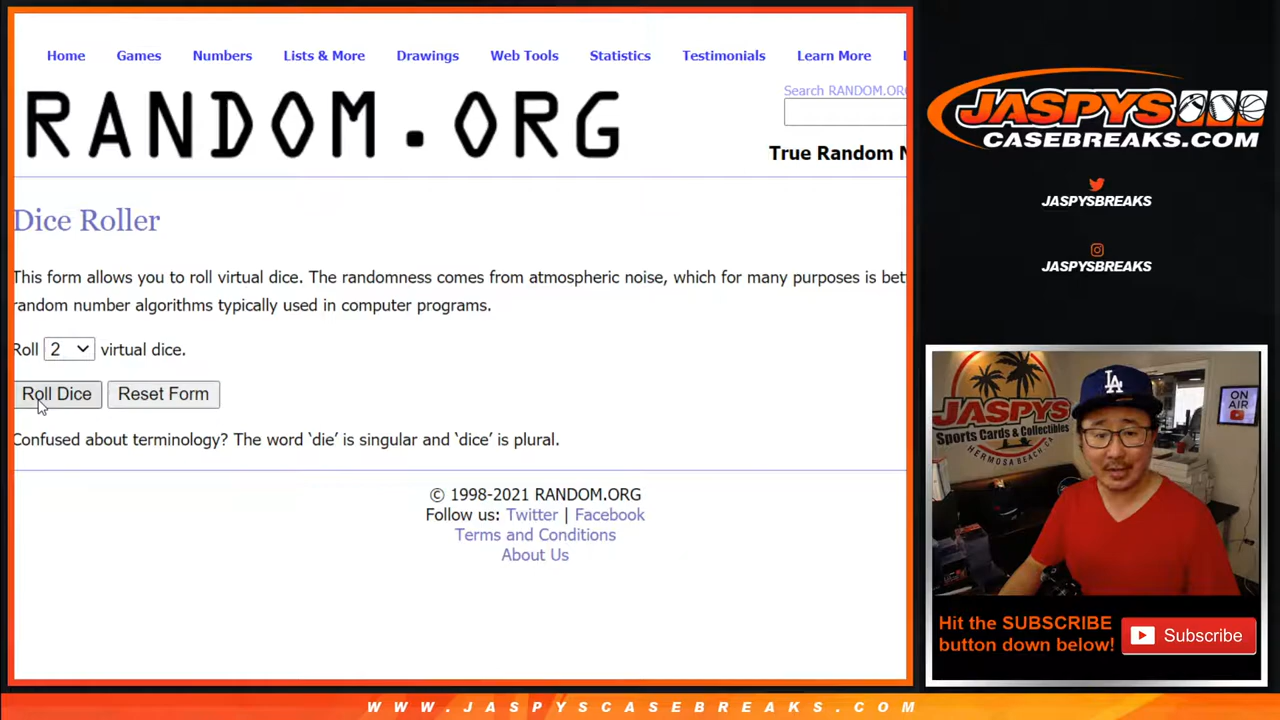 Home Games Numbers Lists & More Drawings Web Tools Statistics Testimonials Learn More
RANDOM.ORG
Search RANDOM.ORG
True Random N
Dice Roller
This form allows you to roll virtual dice. The randomness comes from atmospheric noise, which for many purposes is bet
random number algorithms typically used in computer programs.
Roll 2 virtual dice.
Roll Dice Reset Form
Confused about terminology? The word ‘die’ is singular and ‘dice’ is plural.
© 1998-2021 RANDOM.ORG
Follow us: Twitter | Facebook
Terms and Conditions
About Us
JASPYS
CASEBREAKS.COM
JASPYSBREAKS
JASPYSBREAKS
JASPYS
Sports Cards & Collectibles
HERMOSA BEACH, CA
LA
ON AIR
Hit the SUBSCRIBE
button down below!
Subscribe
WWW.JASPYSCASEBREAKS.COM